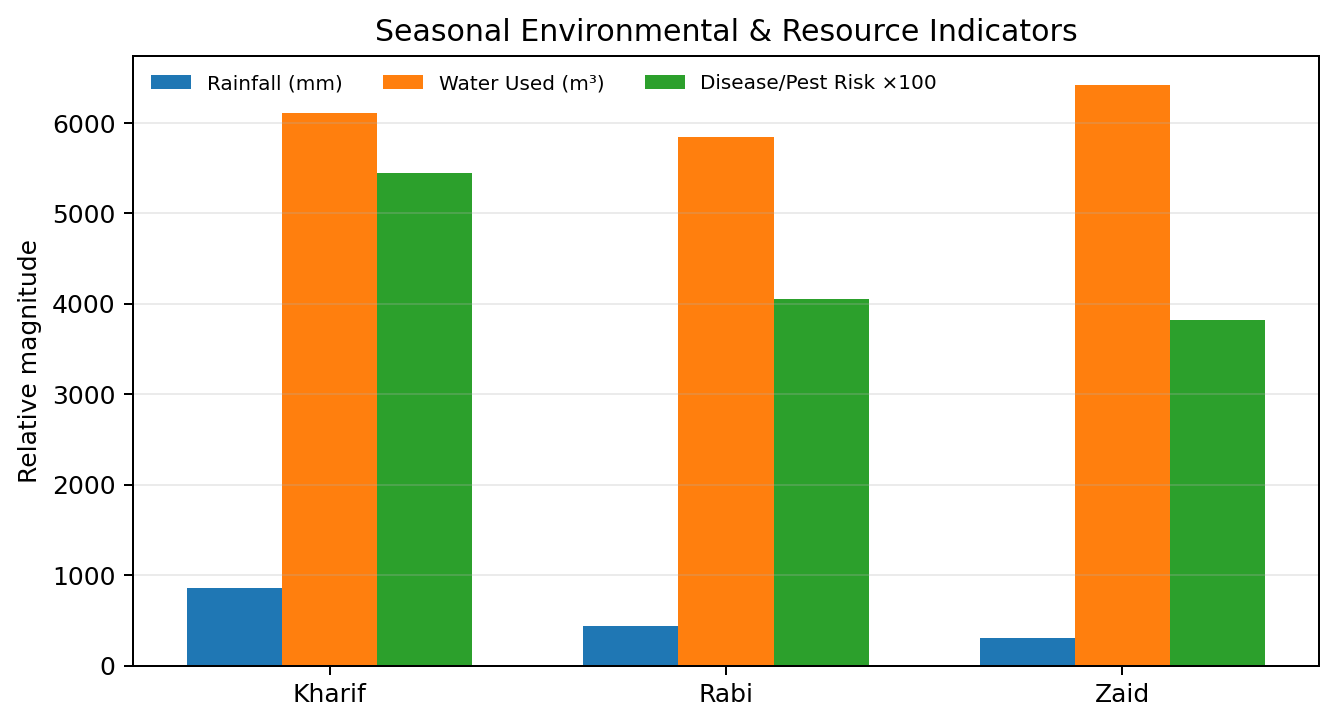 Seasonal Environmental & Resource Indicators
Rainfall (mm)
Water Used (m³)
Disease/Pest Risk ×100
Relative magnitude
6000
5000
4000
3000
2000
1000
0
Kharif
Rabi
Zaid